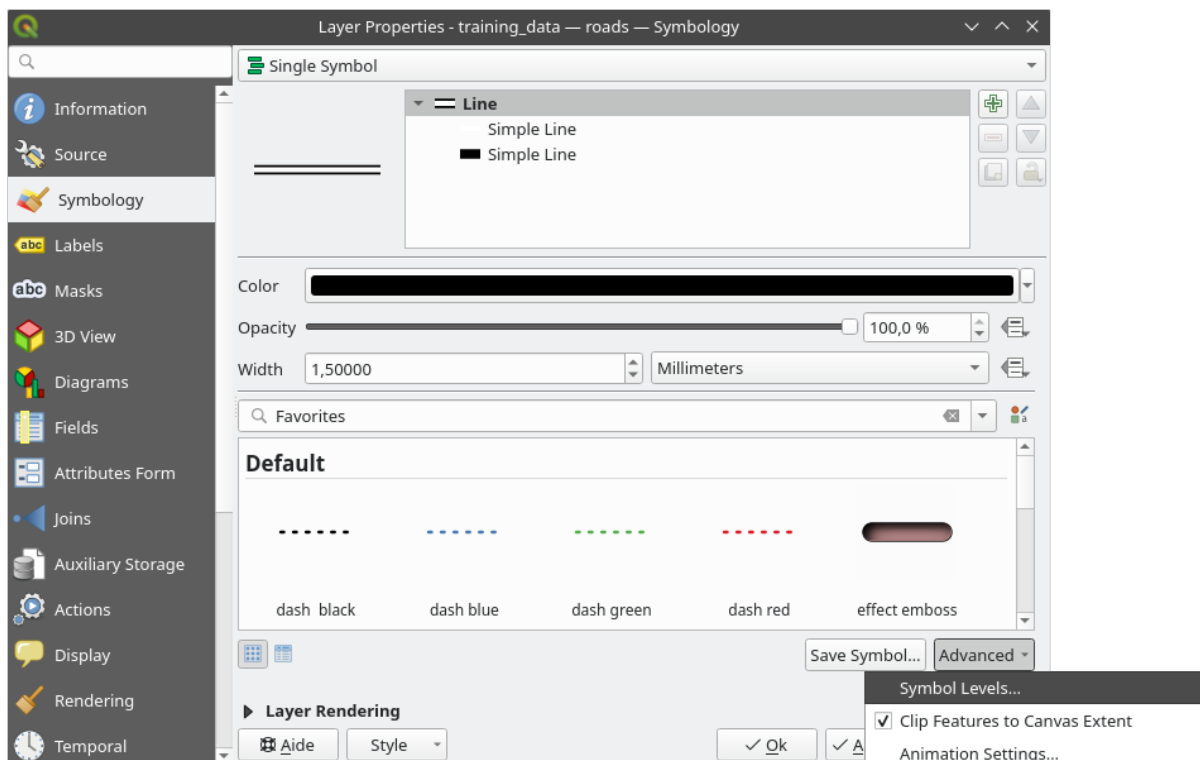 Layer Properties - training_data — roads — Symbology
Single Symbol
Information
Source
Symbology
abc Labels
abc Masks
3D View
Diagrams
Fields
Attributes Form
Joins
Auxiliary Storage
Actions
Display
Rendering
Temporal
Line
Simple Line
Simple Line
Color
Opacity 100,0 %
Width 1,50000 Millimeters
Favorites
Default
dash  black dash blue dash green dash red effect emboss
Save Symbol... Advanced
Symbol Levels...
Clip Features to Canvas Extent
Animation Settings...
Layer Rendering
Aide Style Ok A